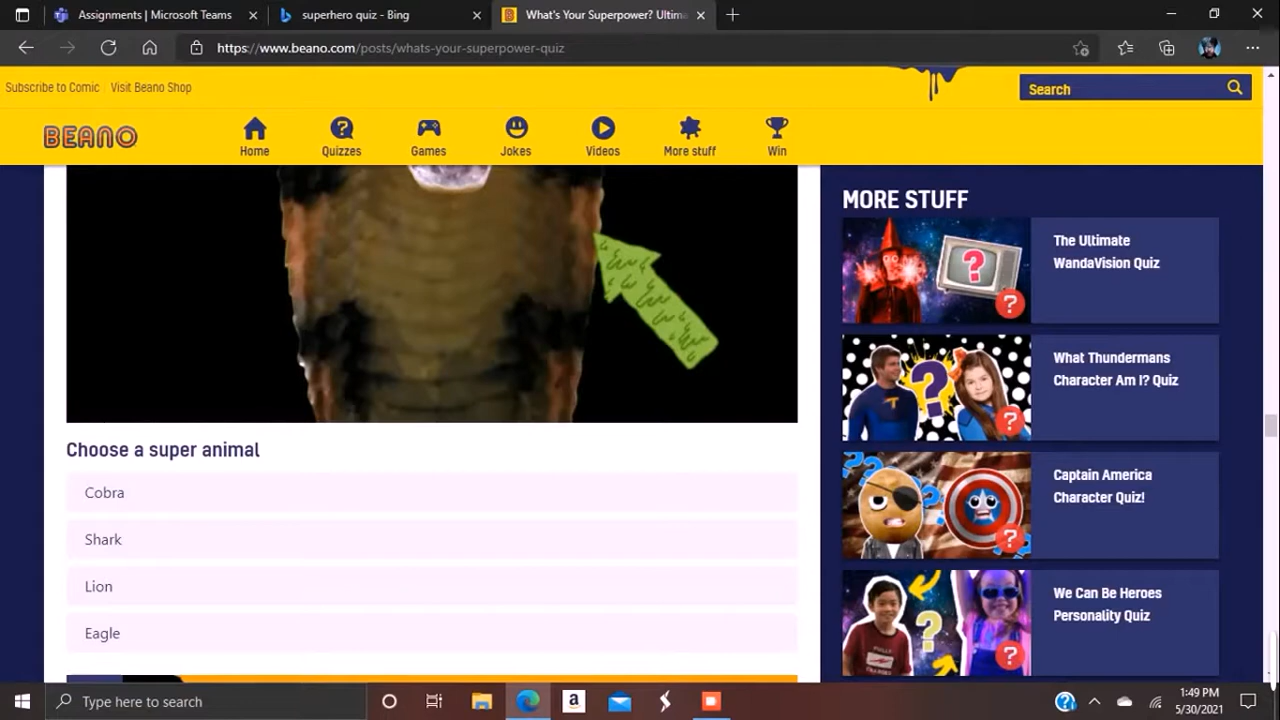 Assignments | Microsoft Teams
superhero quiz - Bing
What's Your Superpower? Ultim
https://www.beano.com/posts/whats-your-superpower-quiz
Subscribe to Comic Visit Beano Shop
Search
BEANO
Home Quizzes Games Jokes Videos More stuff Win
MORE STUFF
The Ultimate
WandaVision Quiz
What Thundermans
Character Am I? Quiz
Captain America
Character Quiz!
We Can Be Heroes
Personality Quiz
Choose a super animal
Cobra
Shark
Lion
Eagle
Type here to search
1:49 PM
5/30/2021